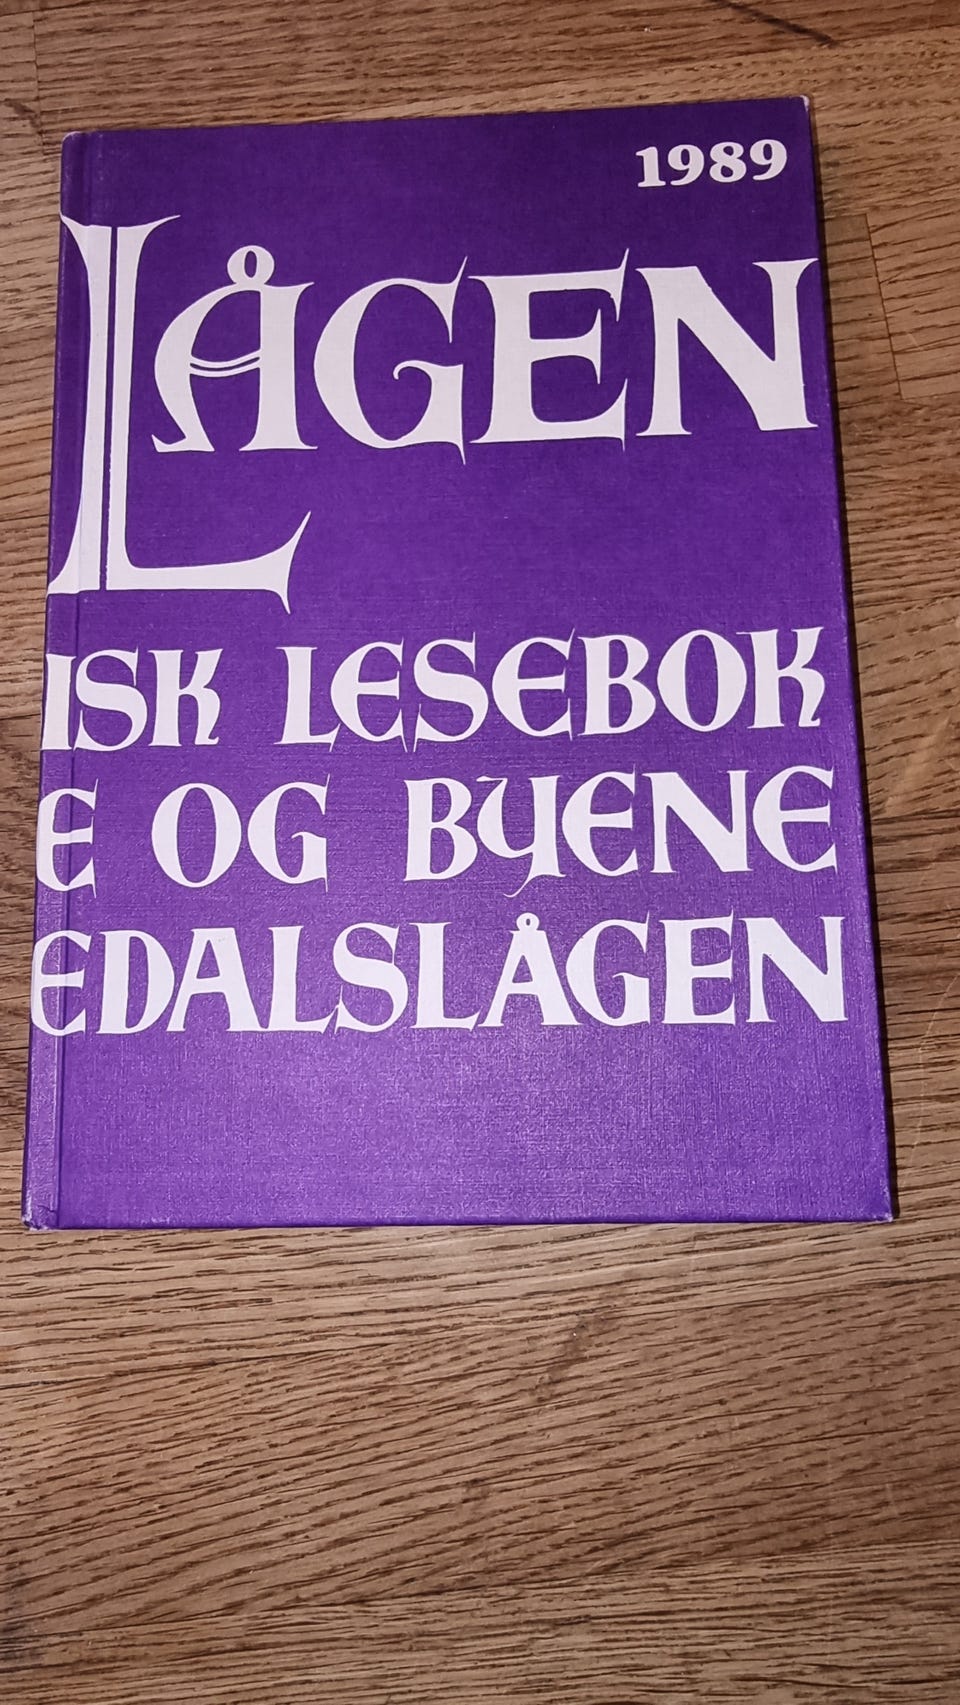 1989
LÅGEN
ISK LESEBOK
E OG BYENE
EDALSLÅGEN